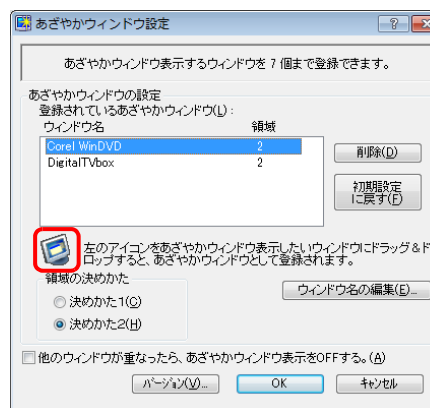 あざやかウィンドウ設定
あざやかウィンドウ表示するウィンドウを7個まで登録できます。
あざやかウィンドウの設定
登録されているあざやかウィンドウ(L):
ウィンドウ名 領域
Corel WinDVD 2
DigitalTVbox 2
削除(D)
初期設定
に戻す(F)
左のアイコンをあざやかウィンドウ表示したいウィンドウにドラッグ&ド
ロップすると、あざやかウィンドウとして登録されます。
領域の決めかた
ウィンドウ名の編集(E)...
決めかた1(C)
決めかた2(H)
他のウィンドウが重なったら、あざやかウィンドウ表示をOFFする。(A)
バージョン(V)... OK キャンセル